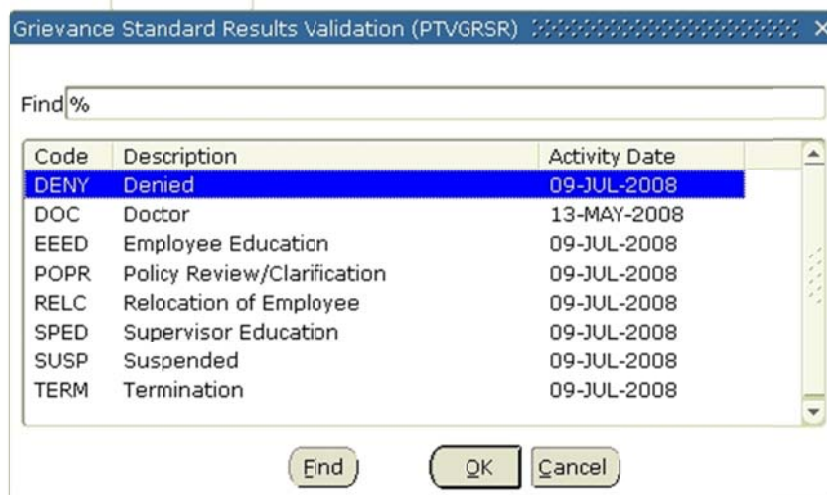 Grievance Standard Results Validation (PTVGRSR)
Find %
Code Description Activity Date
DENY Denied 09-JUL-2008
DOC Doctor 13-MAY-2008
EEED Employee Education 09-JUL-2008
POPR Policy Review/Clarification 09-JUL-2008
RELC Relocation of Employee 09-JUL-2008
SPED Supervisor Education 09-JUL-2008
SUSP Suspended 09-JUL-2008
TERM Termination 09-JUL-2008
Find OK Cancel